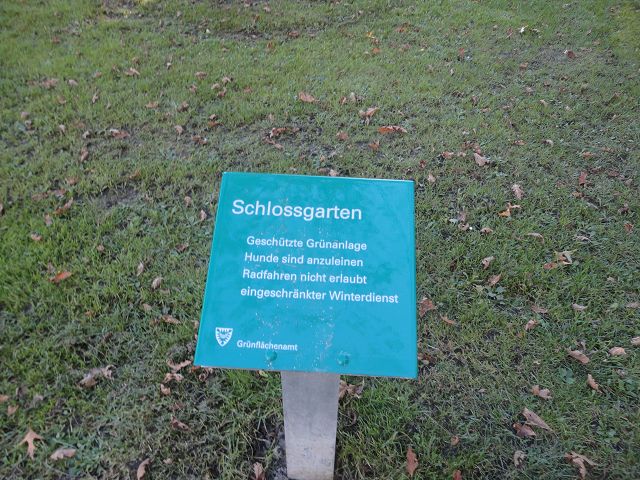 Schlossgarten
Geschützte Grünanlage
Hunde sind anzuleinen
Radfahren nicht erlaubt
eingeschränkter Winterdienst
Grünflächenamt